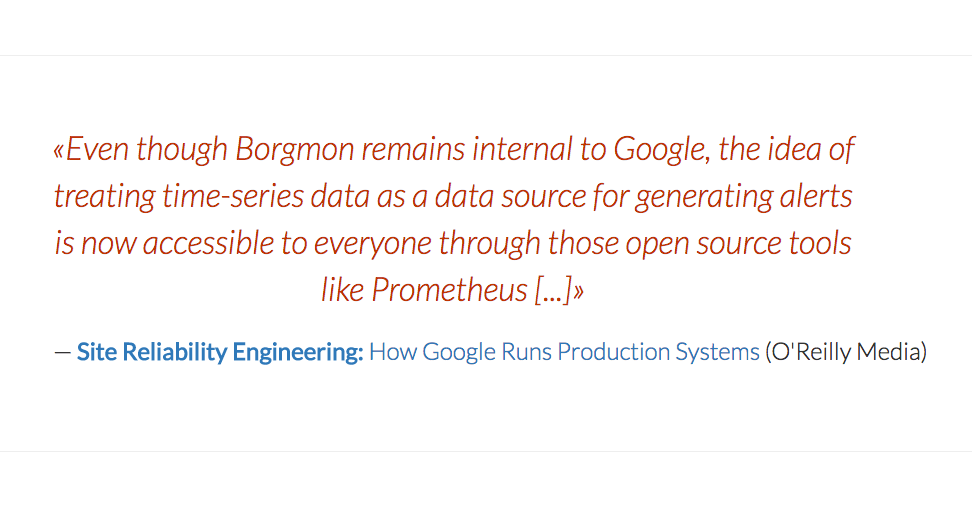 «Even though Borgmon remains internal to Google, the idea of
treating time-series data as a data source for generating alerts
is now accessible to everyone through those open source tools
like Prometheus [...]»
— Site Reliability Engineering: How Google Runs Production Systems (O'Reilly Media)